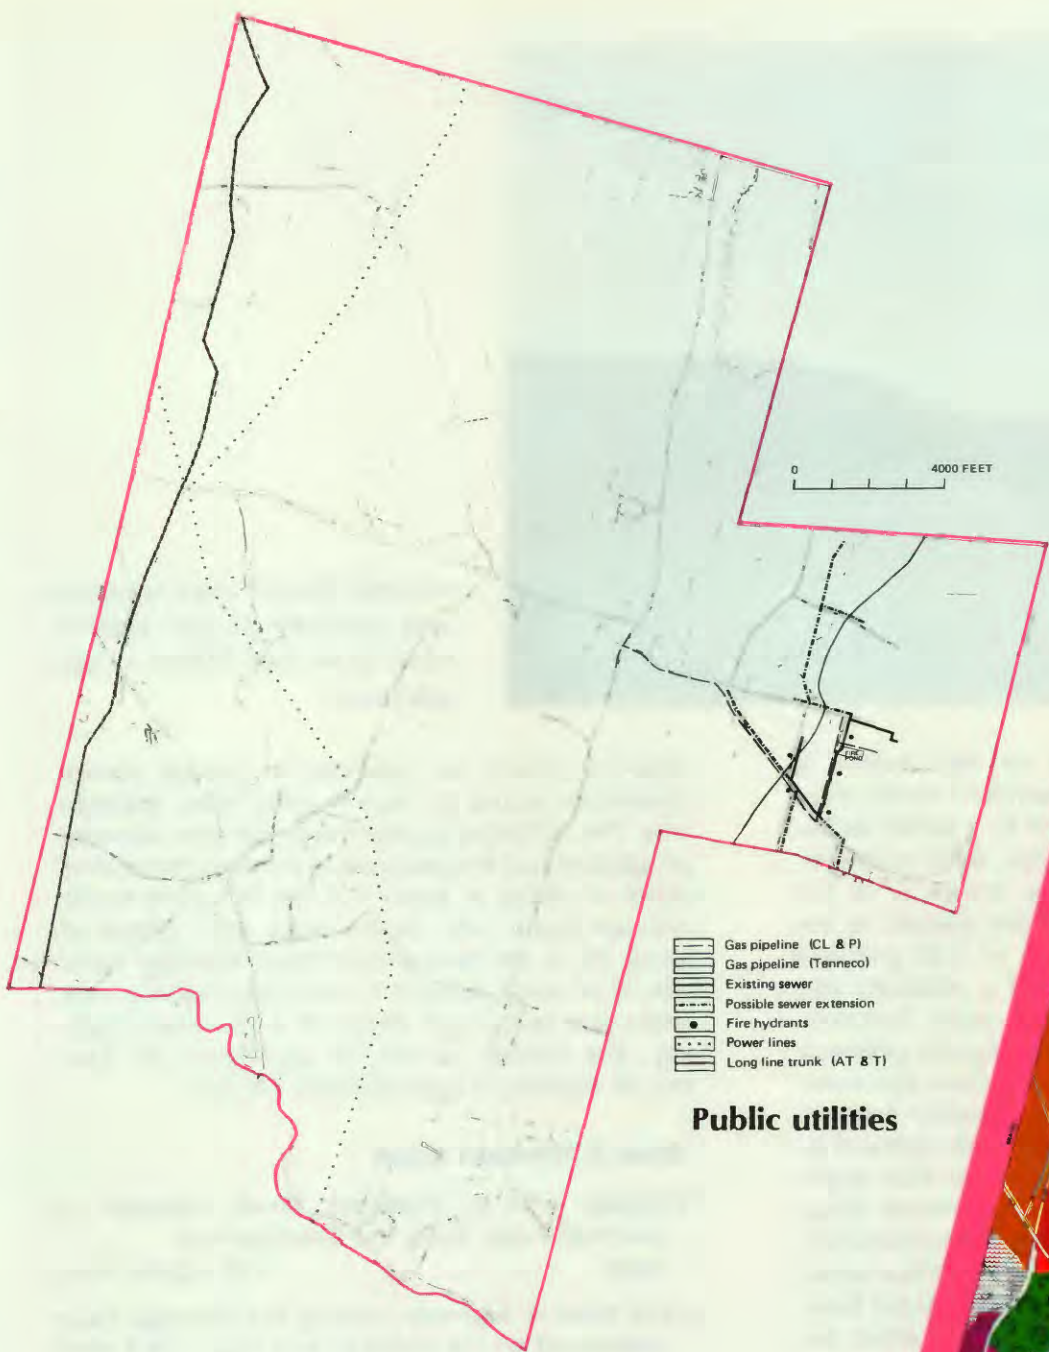 0 4000 FEET
FIRE
POND
Gas pipeline (CL & P)
Gas pipeline (Tenneco)
Existing sewer
Possible sewer extension
Fire hydrants
Power lines
Long line trunk (AT & T)
Public utilities